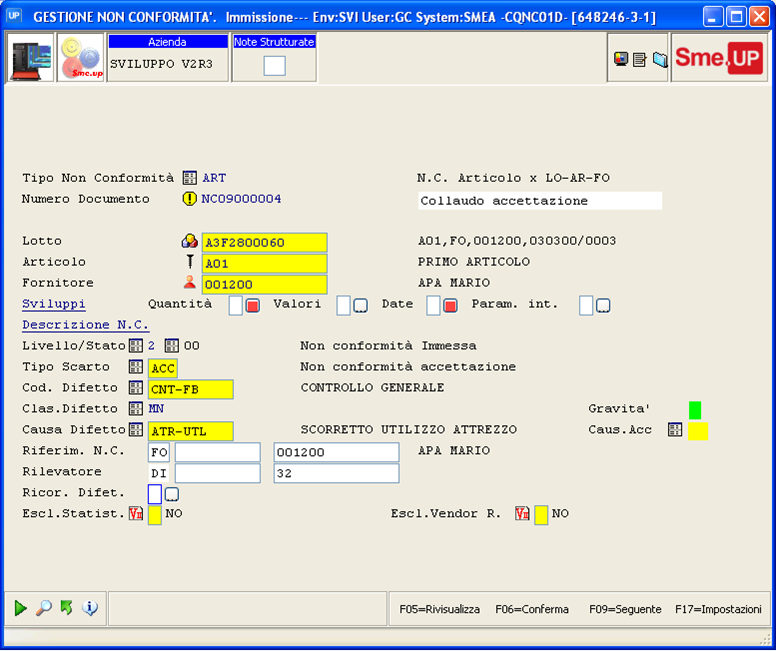 UP GESTIONE NON CONFORMITA'. Immissione--- Env:SVI User:GC System:SMEA -CQNC01D- [648246-3-1]
Azienda Note Strutturate
Sme.up SVILUPPO V2R3 Sme.UP
Tipo Non Conformità ART N.C. Articolo x LO-AR-FO
Numero Documento NC09000004 Collaudo accettazione
Lotto A3F2800060 A01,FO,001200,030300/0003
Articolo A01 PRIMO ARTICOLO
Fornitore 001200 APA MARIO
Sviluppi Quantità Valori Date Param. int.
Descrizione N.C.
Livello/Stato 2 00 Non conformità Immessa
Tipo Scarto ACC Non conformità accettazione
Cod. Difetto CNT-FB CONTROLLO GENERALE
Clas.Difetto MN Gravita'
Causa Difetto ATR-UTL SCORRETTO UTILIZZO ATTREZZO Caus.Acc
Riferim. N.C. FO 001200 APA MARIO
Rilevatore DI 32
Ricor. Difet.
Escl.Statist. NO Escl.Vendor R. NO
F05=Rivisualizza F06=Conferma F09=Seguente F17=Impostazioni